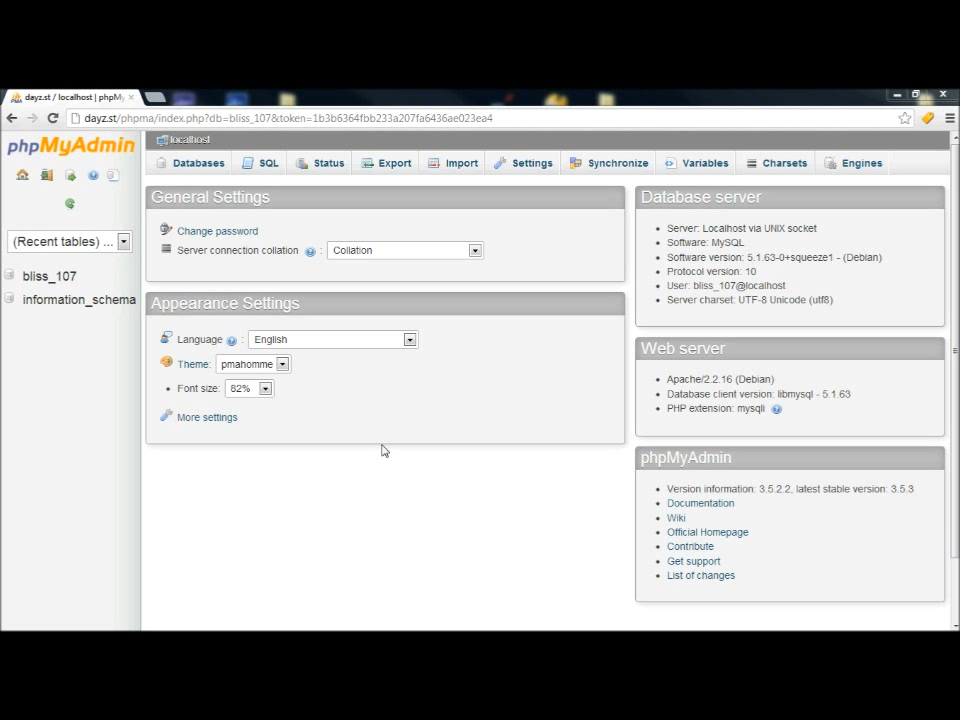 dayz.st / localhost | phpMy
dayz.st/phpma/index.php?db=bliss_107&token=1b3b6364fbb233a207fa6436ae023ea4
phpMyAdmin
localhost
Databases SQL Status Export Import Settings Synchronize Variables Charsets Engines
(Recent tables) ...
bliss_107
information_schema
General Settings
Change password
Server connection collation : Collation
Appearance Settings
Language : English
Theme: pmahomme
Font size: 82%
More settings
Database server
Server: Localhost via UNIX socket
Software: MySQL
Software version: 5.1.63-0+squeeze1 - (Debian)
Protocol version: 10
User: bliss_107@localhost
Server charset: UTF-8 Unicode (utf8)
Web server
Apache/2.2.16 (Debian)
Database client version: libmysql - 5.1.63
PHP extension: mysqli
phpMyAdmin
Version information: 3.5.2.2, latest stable version: 3.5.3
Documentation
Wiki
Official Homepage
Contribute
Get support
List of changes